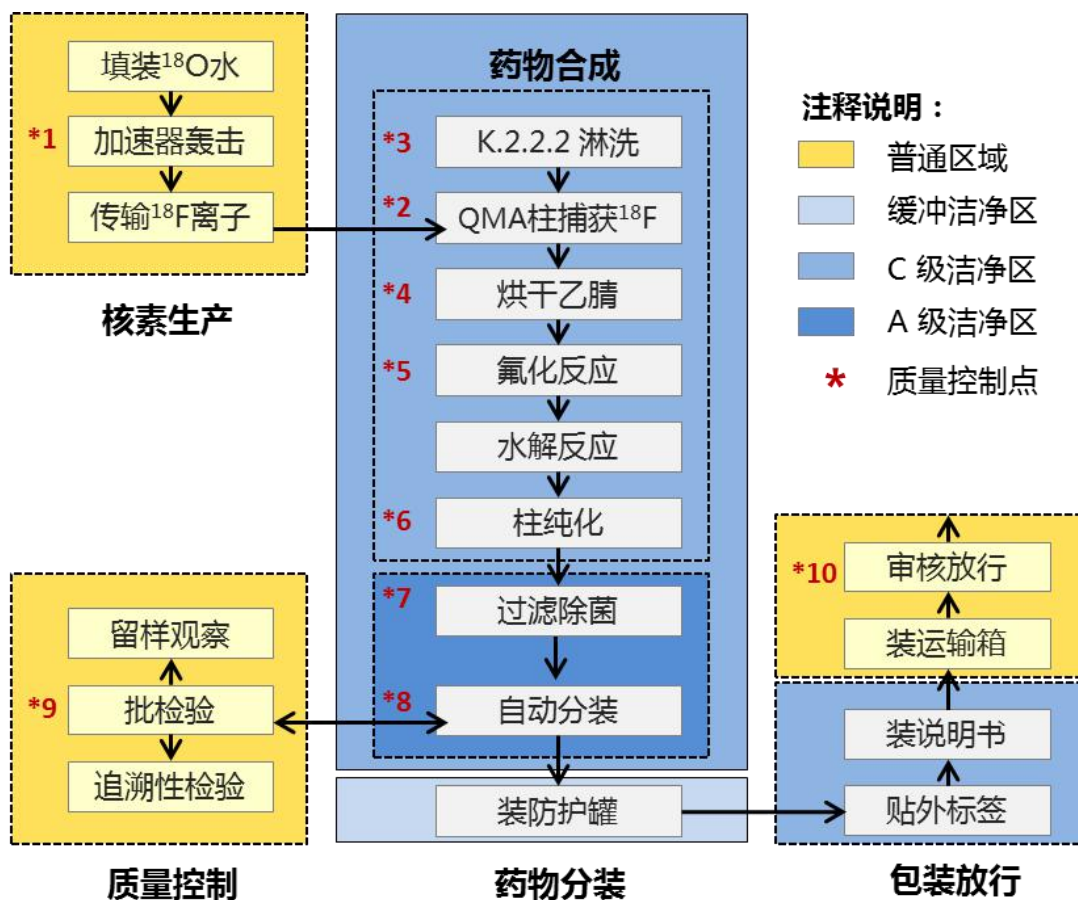 填装¹⁸O水
*1
加速器轰击
传输¹⁸F离子
核素生产
药物合成
*3
K.2.2.2 淋洗
*2
QMA柱捕获¹⁸F
*4
烘干乙腈
*5
氟化反应
水解反应
*6
柱纯化
*7
过滤除菌
*8
自动分装
装防护罐
药物分装
注释说明：
普通区域
缓冲洁净区
C 级洁净区
A 级洁净区
* 质量控制点
留样观察
*9
批检验
追溯性检验
质量控制
*10
审核放行
装运输箱
装说明书
贴外标签
包装放行